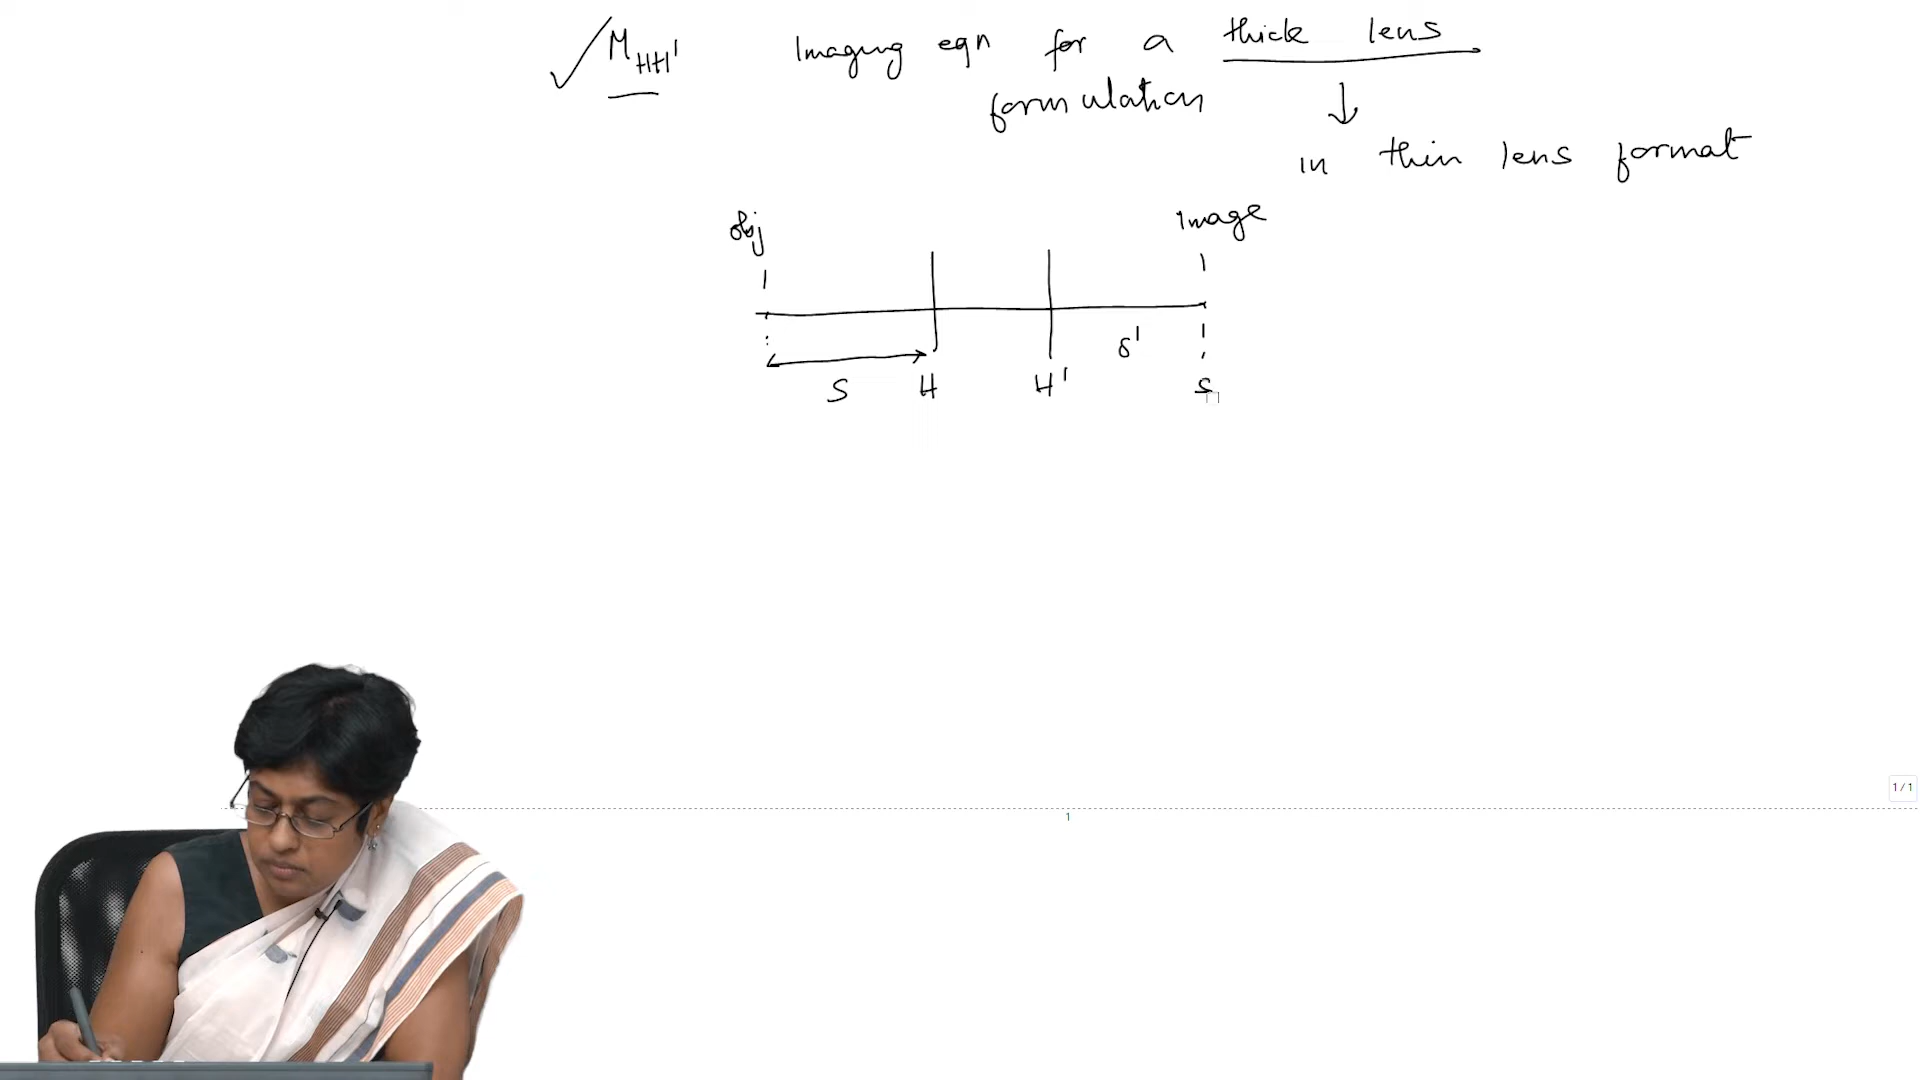 ✓ M_HH' Imaging eqn for a thick lens
formulation ↓
in thin lens format
obj Image
s'
S H H' S
1 / 1
1